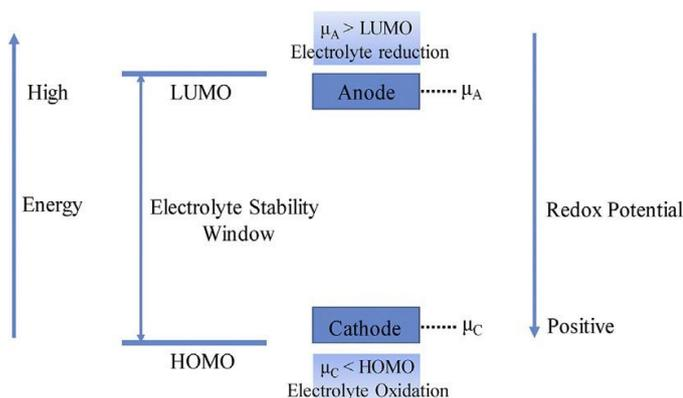 μA > LUMO
Electrolyte reduction
High
LUMO
Anode
μA
Energy
Electrolyte Stability
Window
Redox Potential
Cathode
μC
Positive
HOMO
μC < HOMO
Electrolyte Oxidation